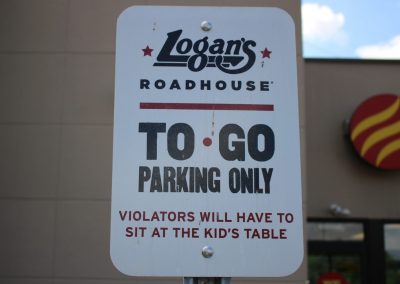 Logan's
ROADHOUSE®
TO•GO
PARKING ONLY
VIOLATORS WILL HAVE TO
SIT AT THE KID'S TABLE